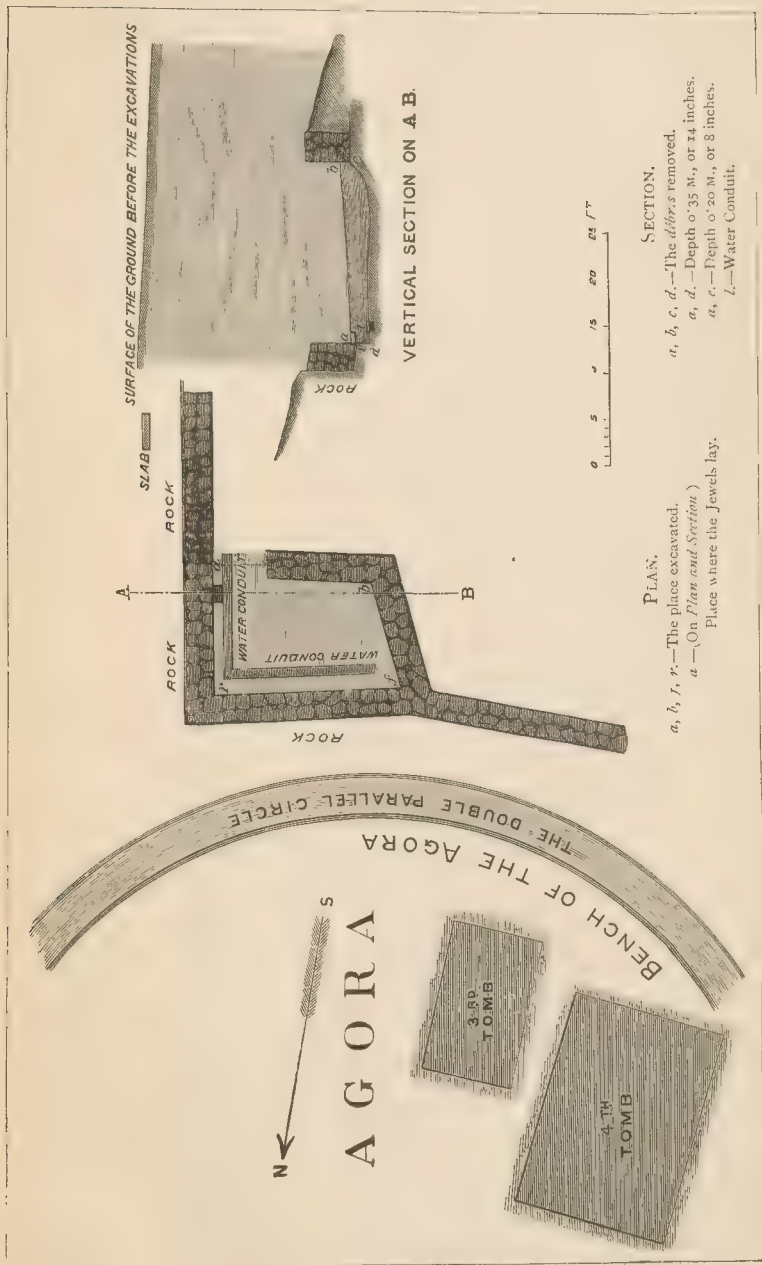 SURFACE OF THE GROUND BEFORE THE EXCAVATIONS
SLAB
ROCK
ROCK
ROCK
A
B
WATER CONDUIT
WATER CONDUIT
a
b
f
r
ROCK
a
b
c
d
VERTICAL SECTION ON A B.
THE DOUBLE PARALLEL CIRCLE
BENCH OF THE AGORA
N
S
AGORA
3RD
TOMB
4TH
TOMB
0 5 15 20 25 FT
PLAN.
a, b, f, r.—The place excavated.
a—(On Plan and Section)
Place where the Jewels lay.
SECTION.
a, b, c, d.—The débr.s removed.
a, d.—Depth 0·35 M., or 14 inches.
a, e.—Depth 0·20 M., or 8 inches.
l.—Water Conduit.